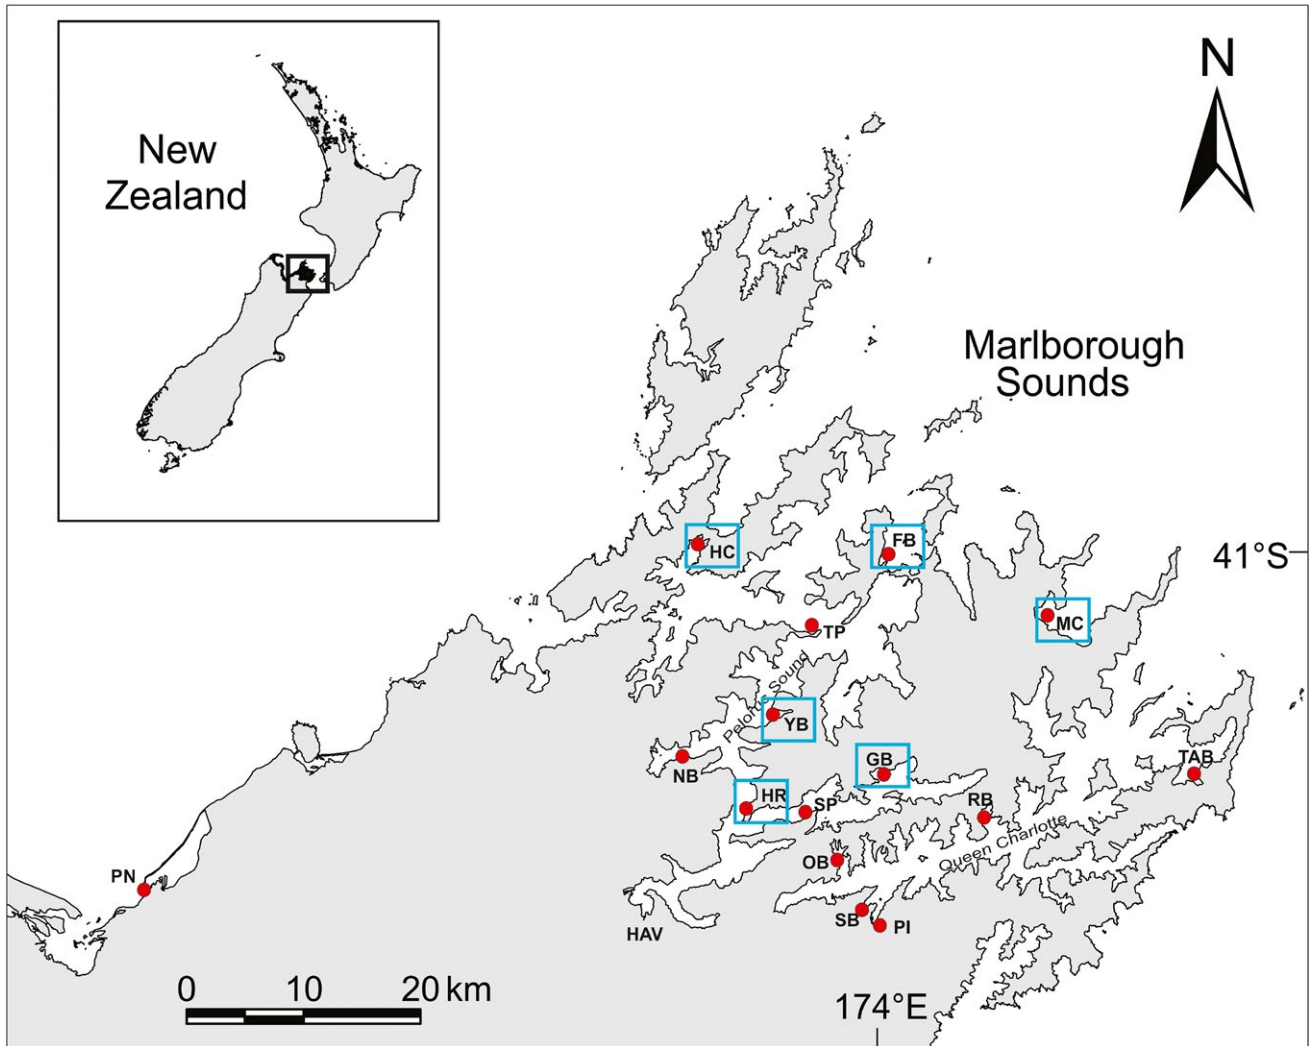 New
Zealand
N
Marlborough
Sounds
41°S
HC
FB
MC
TP
Pelorus Sound
YB
NB
GB
TAB
HR
SP
RB
Queen Charlotte
OB
PN
SB
PI
HAV
0 10 20 km
174°E